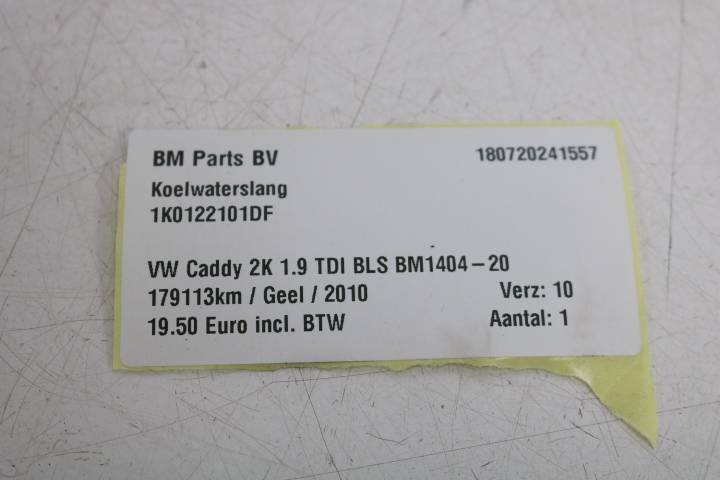 BM Parts BV 180720241557
Koelwaterslang
1K0122101DF
VW Caddy 2K 1.9 TDI BLS BM1404-20
179113km / Geel / 2010 Verz: 10
19.50 Euro incl. BTW Aantal: 1